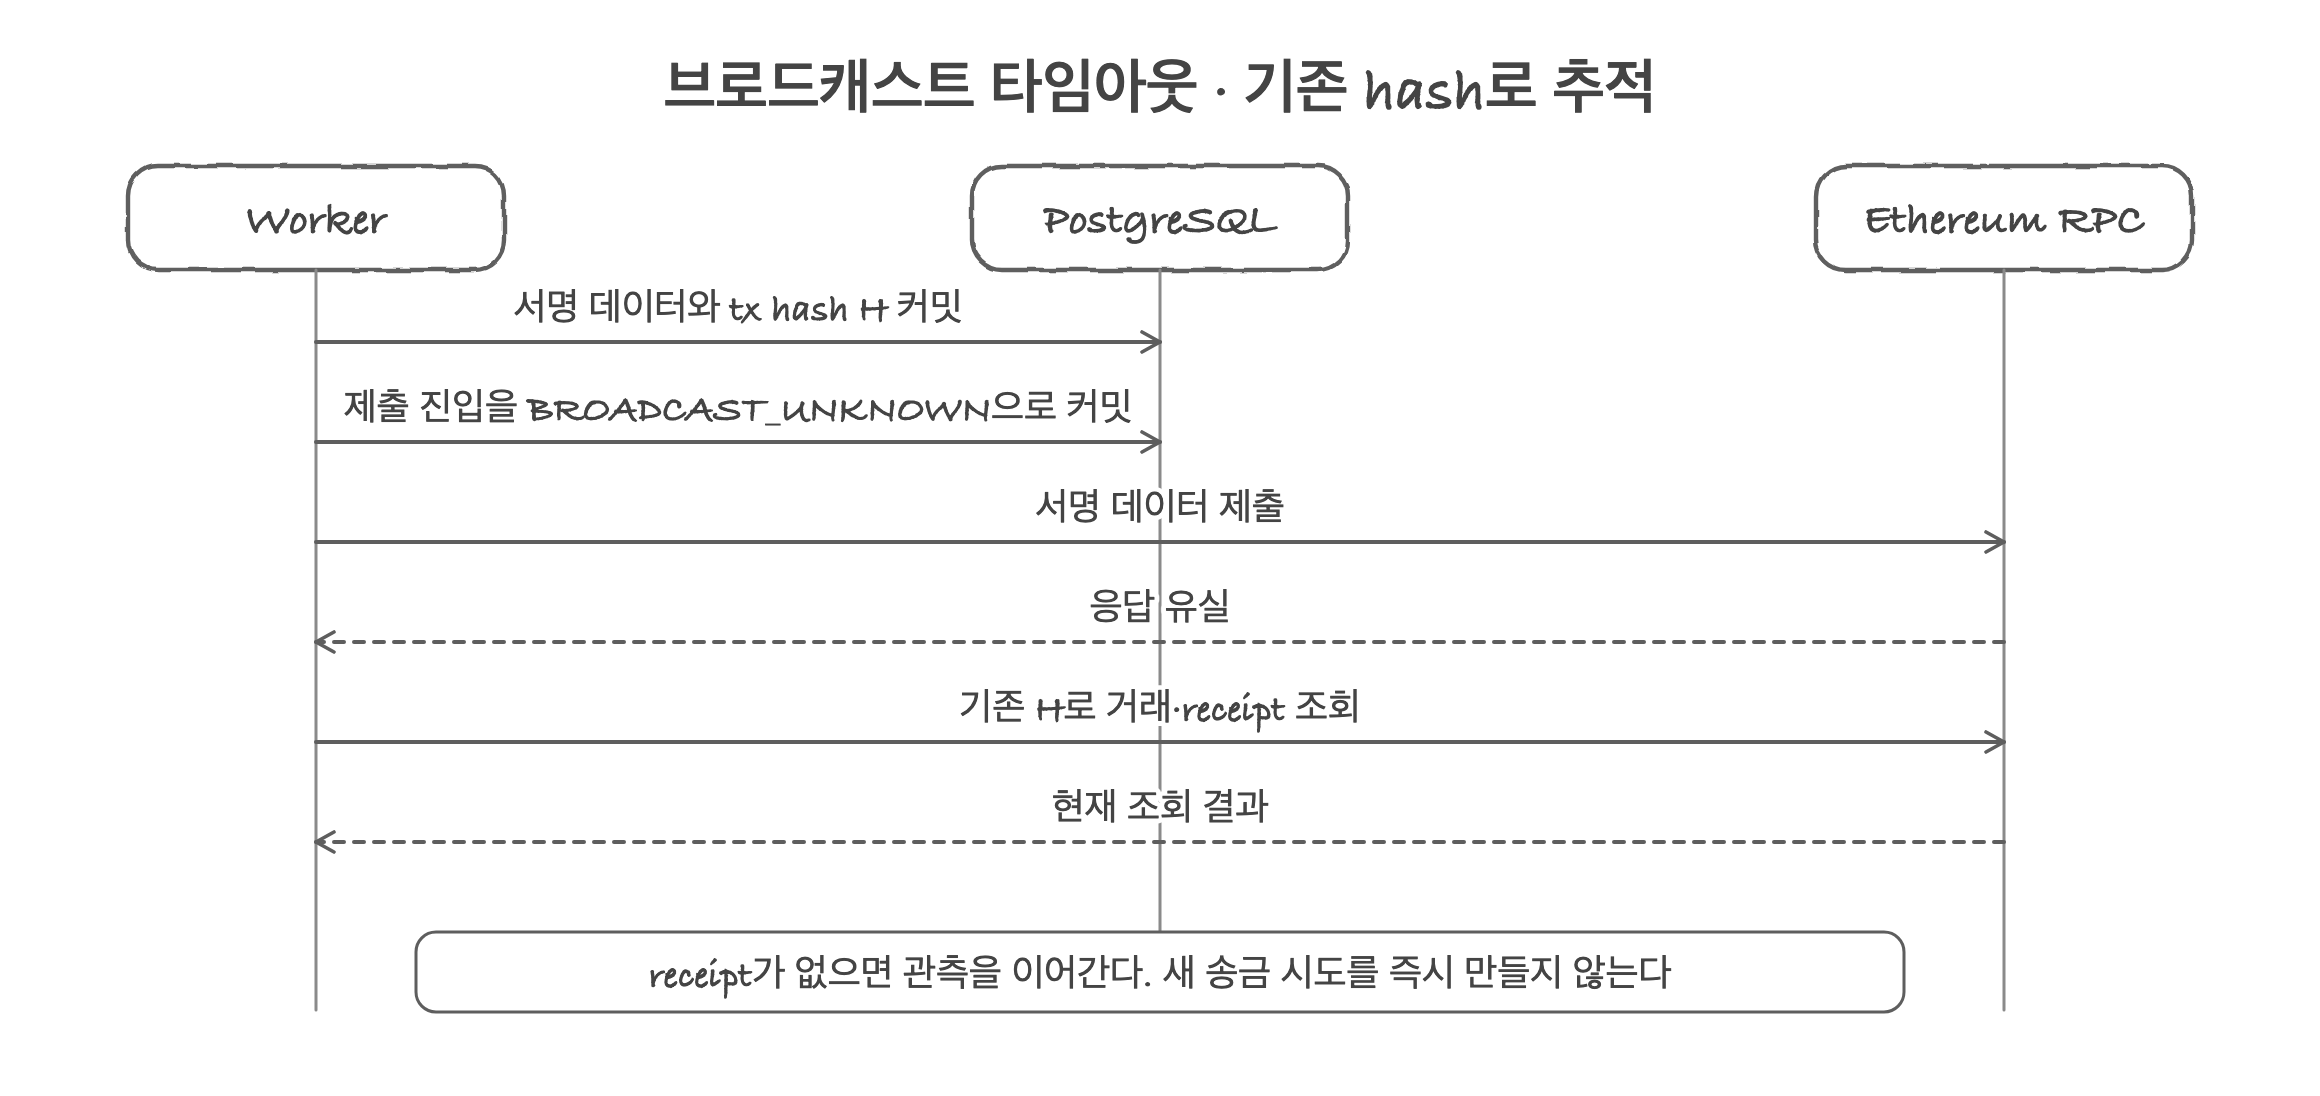 브로드캐스트 타임아웃 · 기존 hash로 추적
Worker
PostgreSQL
Ethereum RPC
서명 데이터와 tx hash H 커밋
제출 진입을 BROADCAST_UNKNOWN으로 커밋
서명 데이터 제출
응답 유실
기존 H로 거래·receipt 조회
현재 조회 결과
receipt가 없으면 관측을 이어간다. 새 송금 시도를 즉시 만들지 않는다